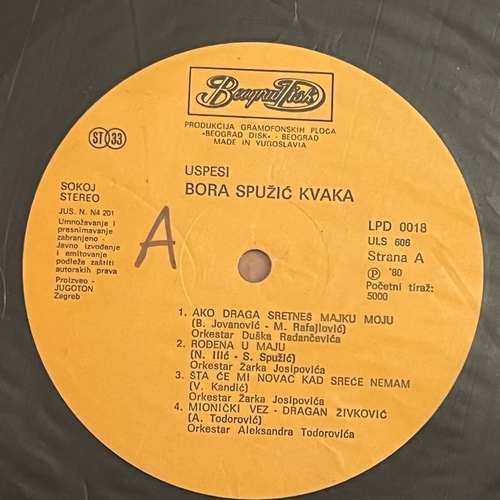 Beograd Disk
PRODUKCIJA GRAMOFONSKIH PLOČA
•BEOGRAD DISK• - BEOGRAD
MADE IN YUGOSLAVIA
ST 33
USPESI
BORA SPUŽIĆ KVAKA
SOKOJ
STEREO
JUS. N. N4 201
Umnožavanje i
presnimavanje
zabranjeno -
Javno izvođenje
i emitovanje
podleže zaštiti
autorskih prava
Proizveo -
JUGOTON
Zagreb
A
LPD 0018
ULS 606
Strana A
℗ '80
Početni tiraž:
5000
1. AKO DRAGA SRETNEŠ MAJKU MOJU
(B. Jovanović - M. Rafajlović)
Orkestar Duška Radančevića
2. ROĐENA U MAJU
(N. Ilić - S. Spužić)
Orkestar Žarka Josipovića
3. ŠTA ĆE MI NOVAC KAD SREĆE NEMAM
(V. Kandić)
Orkestar Žarka Josipovića
4. MIONIČKI VEZ - DRAGAN ŽIVKOVIĆ
(A. Todorović)
Orkestar Aleksandra Todorovića